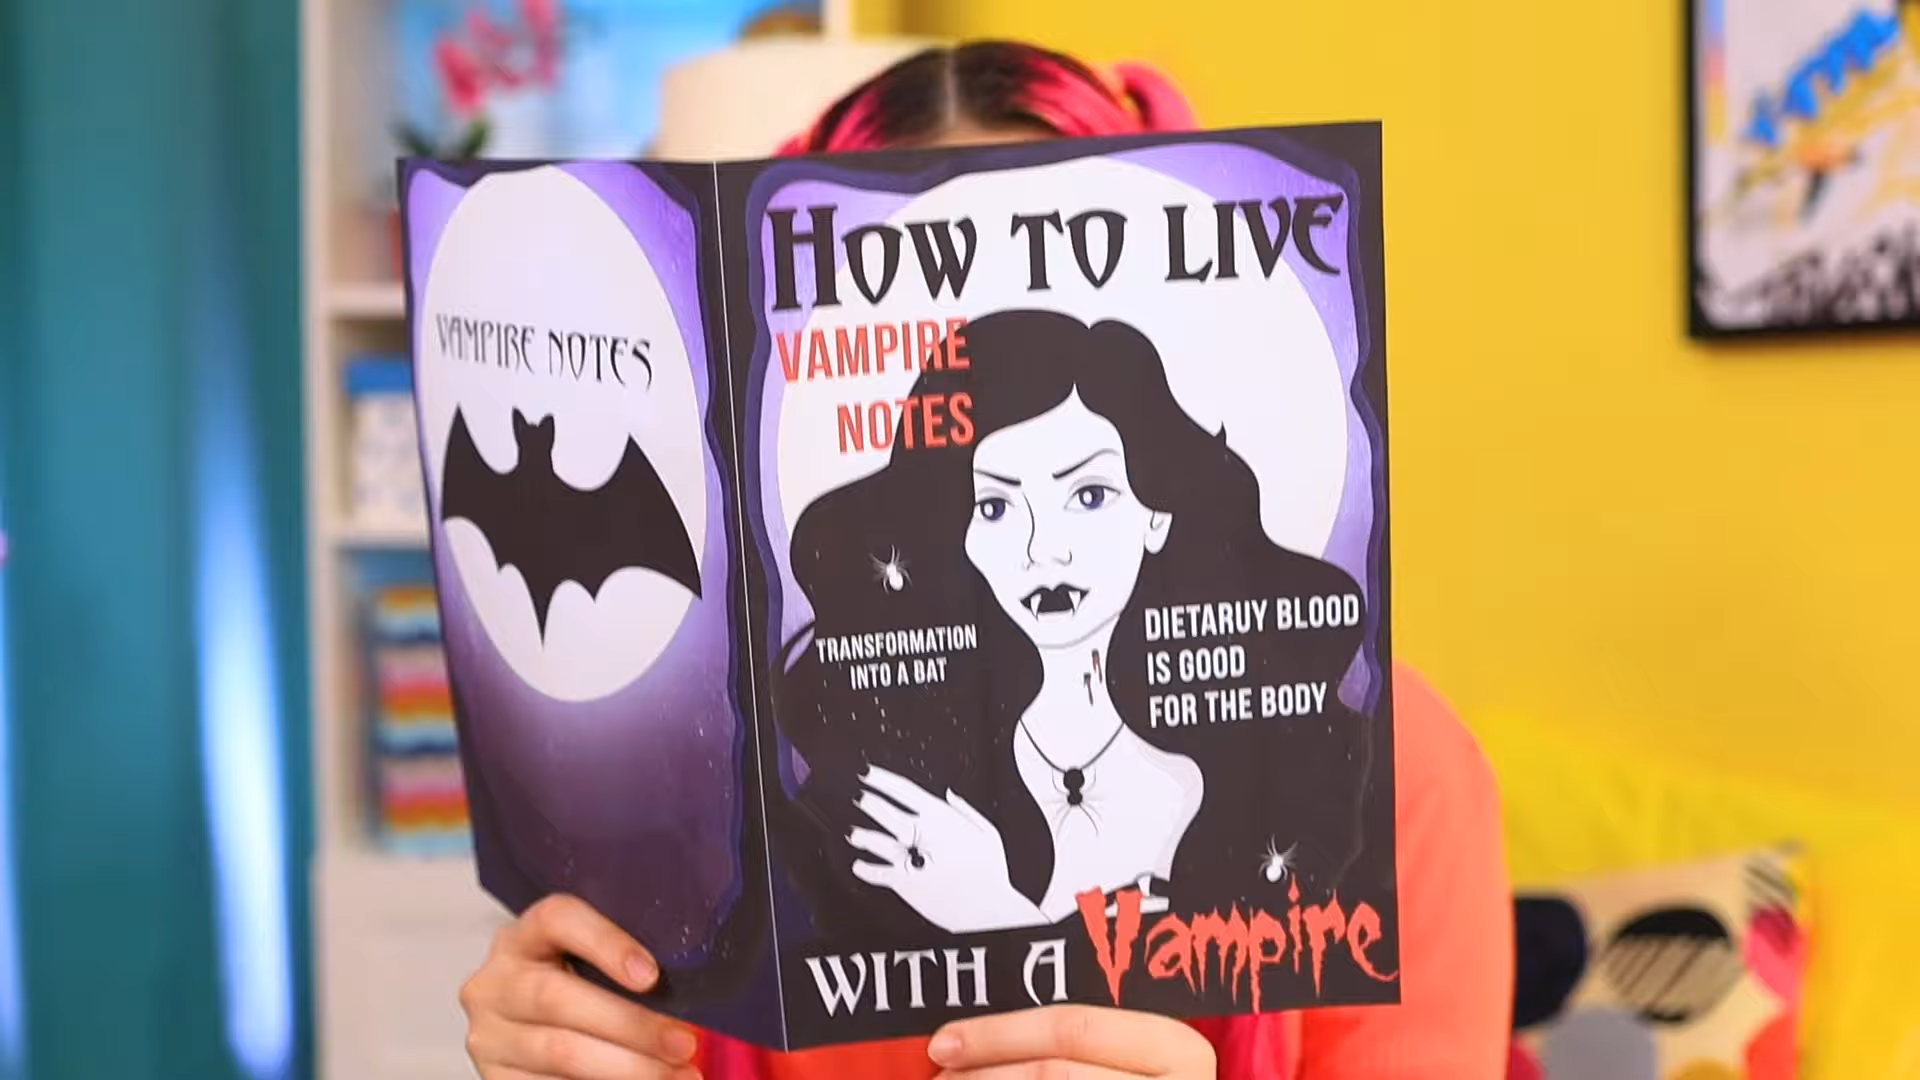 VAMPIRE NOTES
HOW TO LIVE
VAMPIRE
NOTES
TRANSFORMATION
INTO A BAT
DIETARUY BLOOD
IS GOOD
FOR THE BODY
WITH A Vampire